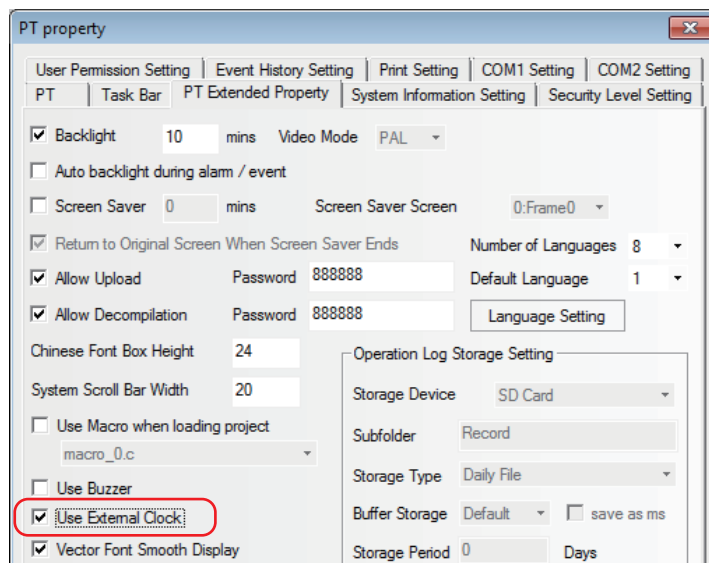 PT property
User Permission Setting Event History Setting Print Setting COM1 Setting COM2 Setting
PT Task Bar PT Extended Property System Information Setting Security Level Setting
Backlight 10 mins Video Mode PAL
Auto backlight during alarm / event
Screen Saver 0 mins Screen Saver Screen 0:Frame0
Return to Original Screen When Screen Saver Ends Number of Languages 8
Allow Upload Password 888888 Default Language 1
Allow Decompilation Password 888888 Language Setting
Chinese Font Box Height 24 Operation Log Storage Setting
System Scroll Bar Width 20 Storage Device SD Card
Use Macro when loading project Subfolder Record
macro_0.c
Storage Type Daily File
Use Buzzer
Use External Clock Buffer Storage Default save as ms
Vector Font Smooth Display Storage Period 0 Days